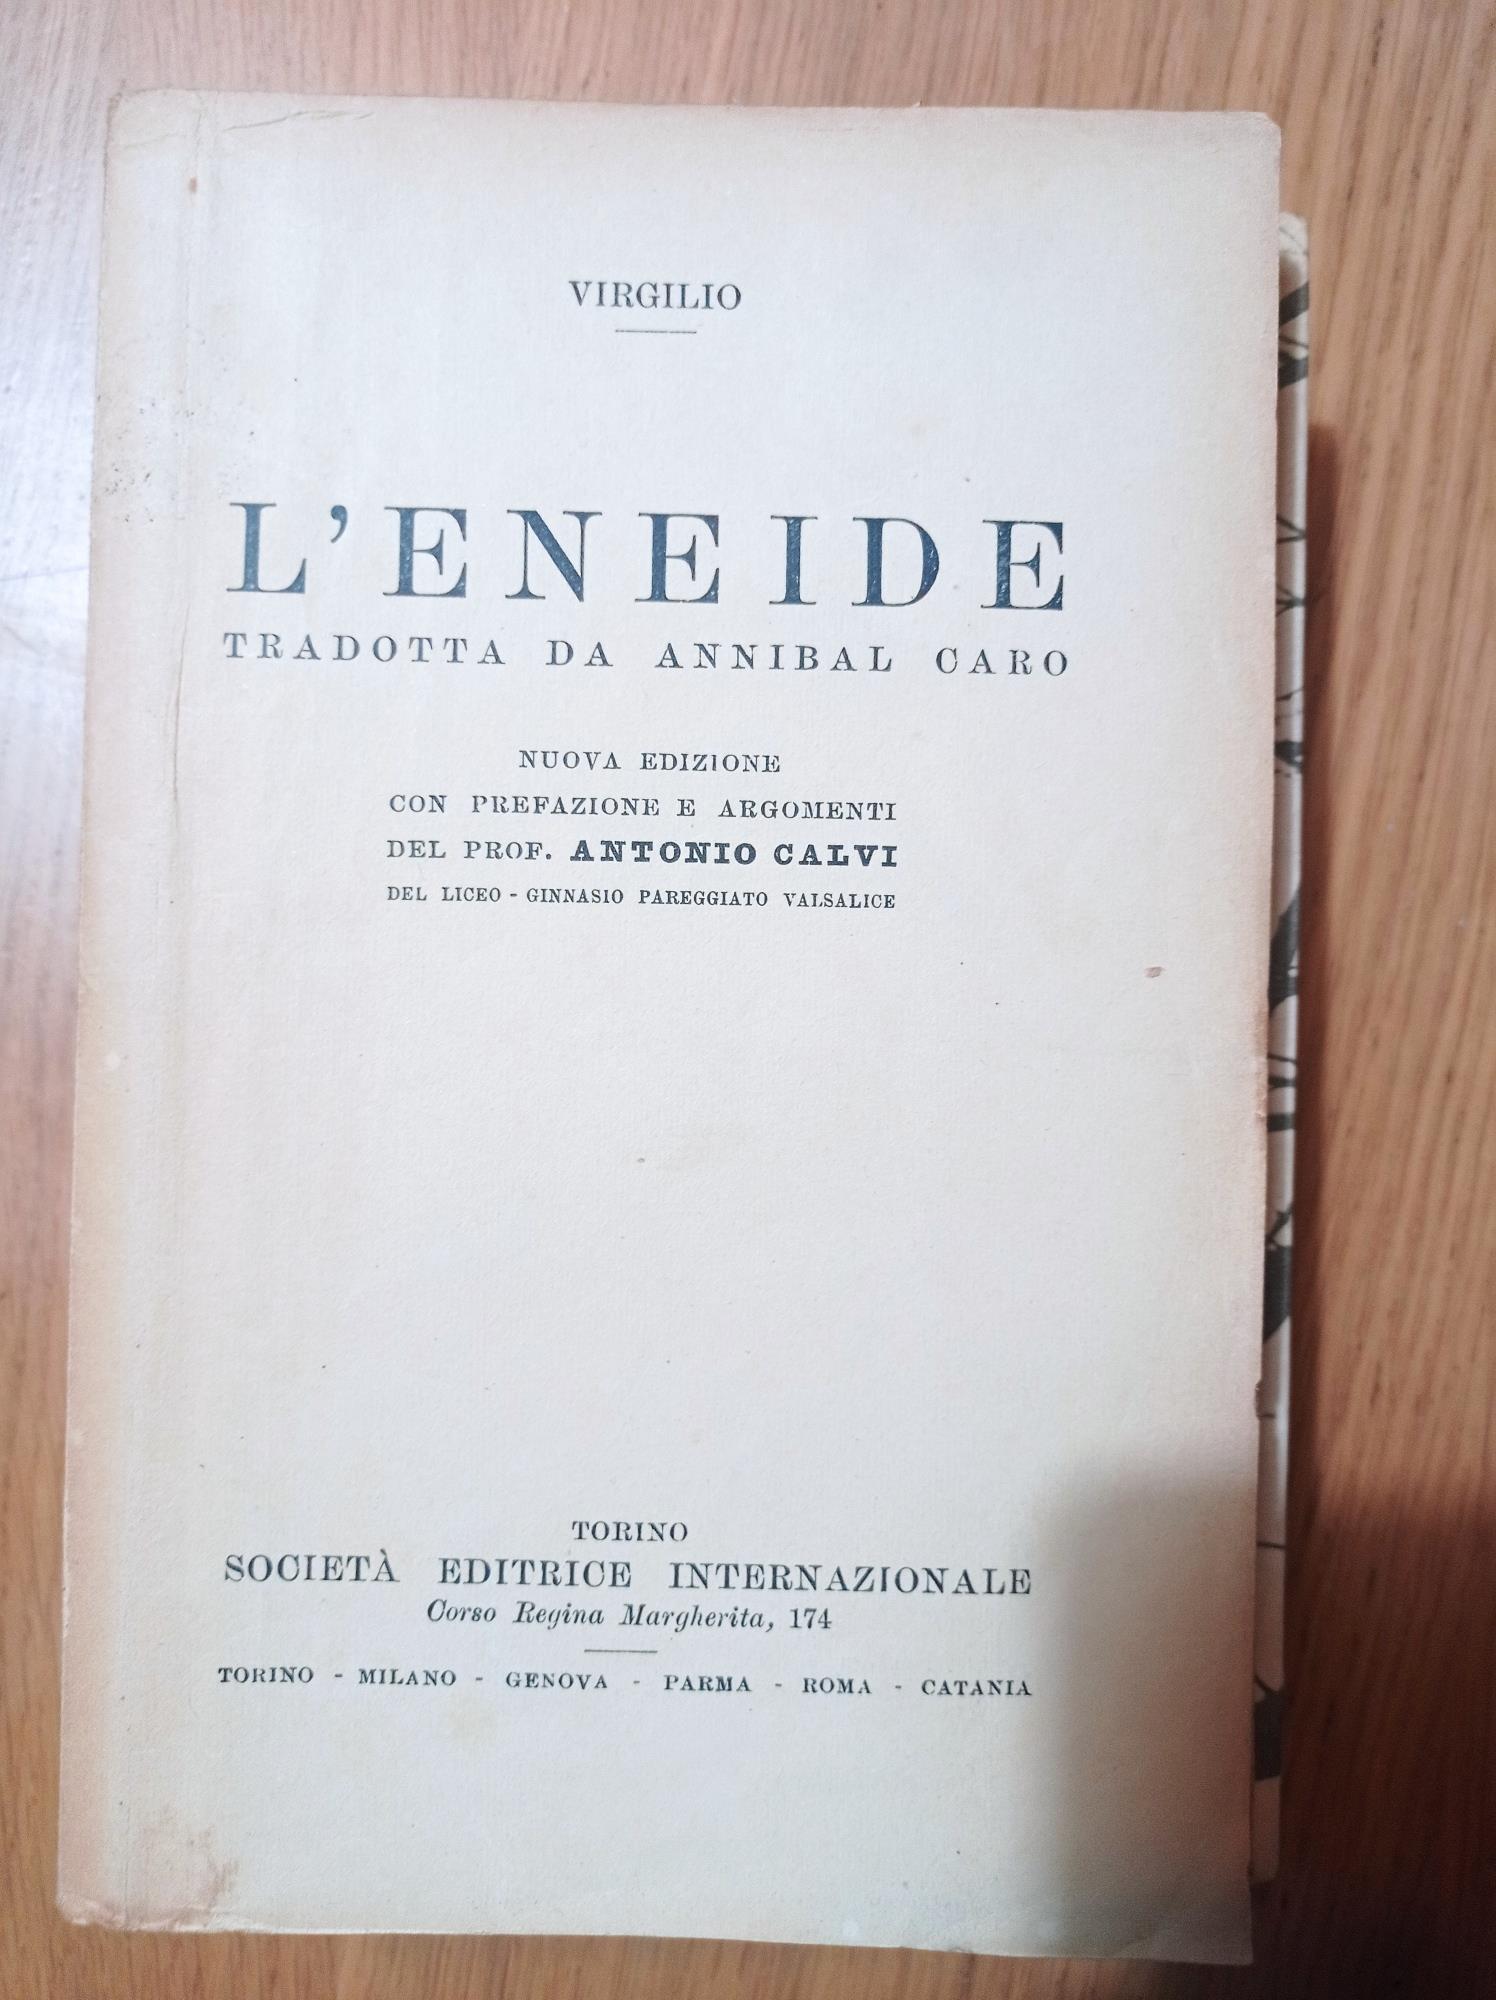 VIRGILIO
L'ENEIDE
TRADOTTA DA ANNIBAL CARO
NUOVA EDIZIONE
CON PREFAZIONE E ARGOMENTI
DEL PROF. ANTONIO CALVI
DEL LICEO - GINNASIO PAREGGIATO VALSALICE
TORINO
SOCIETÀ EDITRICE INTERNAZIONALE
Corso Regina Margherita, 174
TORINO - MILANO - GENOVA - PARMA - ROMA - CATANIA